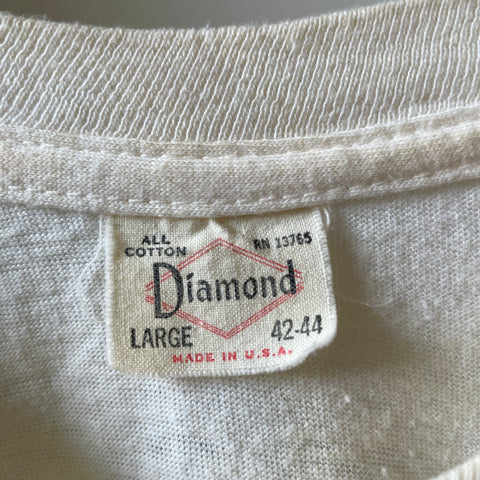 ALL COTTON RN 13765
Diamond
LARGE 42-44
MADE IN U.S.A.